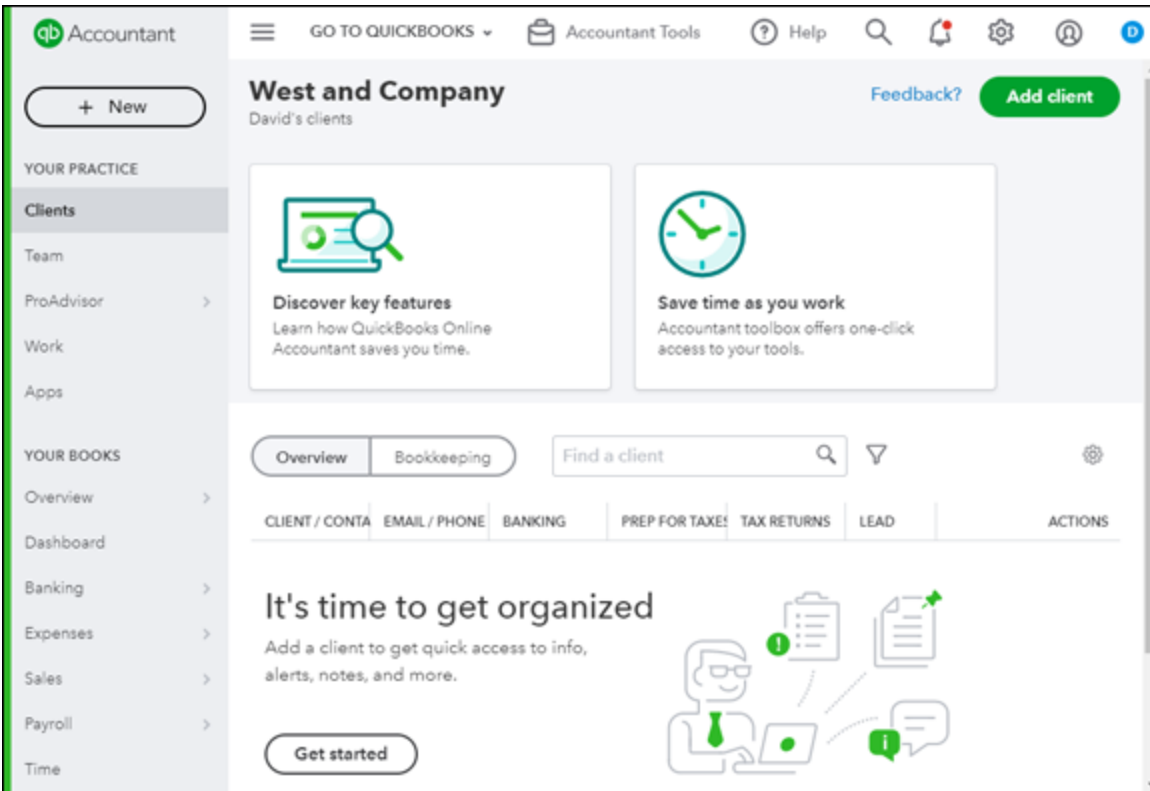 qb Accountant
GO TO QUICKBOOKS
Accountant Tools
? Help
D
+ New
YOUR PRACTICE
Clients
Team
ProAdvisor
Work
Apps
YOUR BOOKS
Overview
Dashboard
Banking
Expenses
Sales
Payroll
Time
West and Company
David's clients
Feedback?
Add client
Discover key features
Learn how QuickBooks Online
Accountant saves you time.
Save time as you work
Accountant toolbox offers one-click
access to your tools.
Overview
Bookkeeping
Find a client
CLIENT / CONTA EMAIL / PHONE BANKING PREP FOR TAXES TAX RETURNS LEAD ACTIONS
It's time to get organized
Add a client to get quick access to info,
alerts, notes, and more.
Get started
! 
i